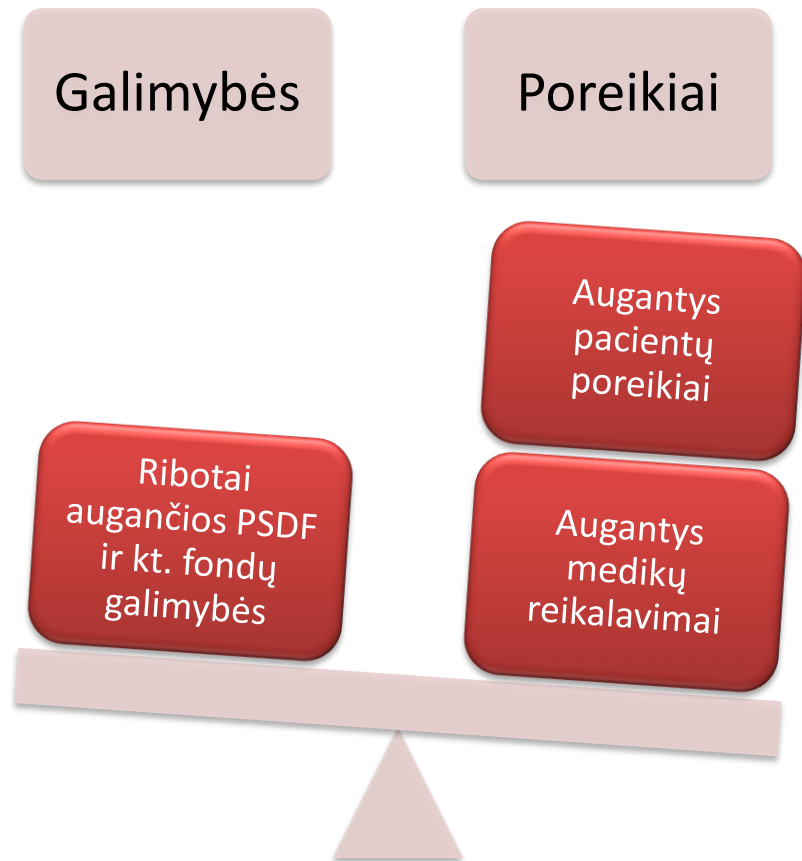 Galimybės
Poreikiai
Augantys
pacientų
poreikiai
Ribotai
augančios PSDF
ir kt. fondų
galimybės
Augantys
medikų
reikalavimai